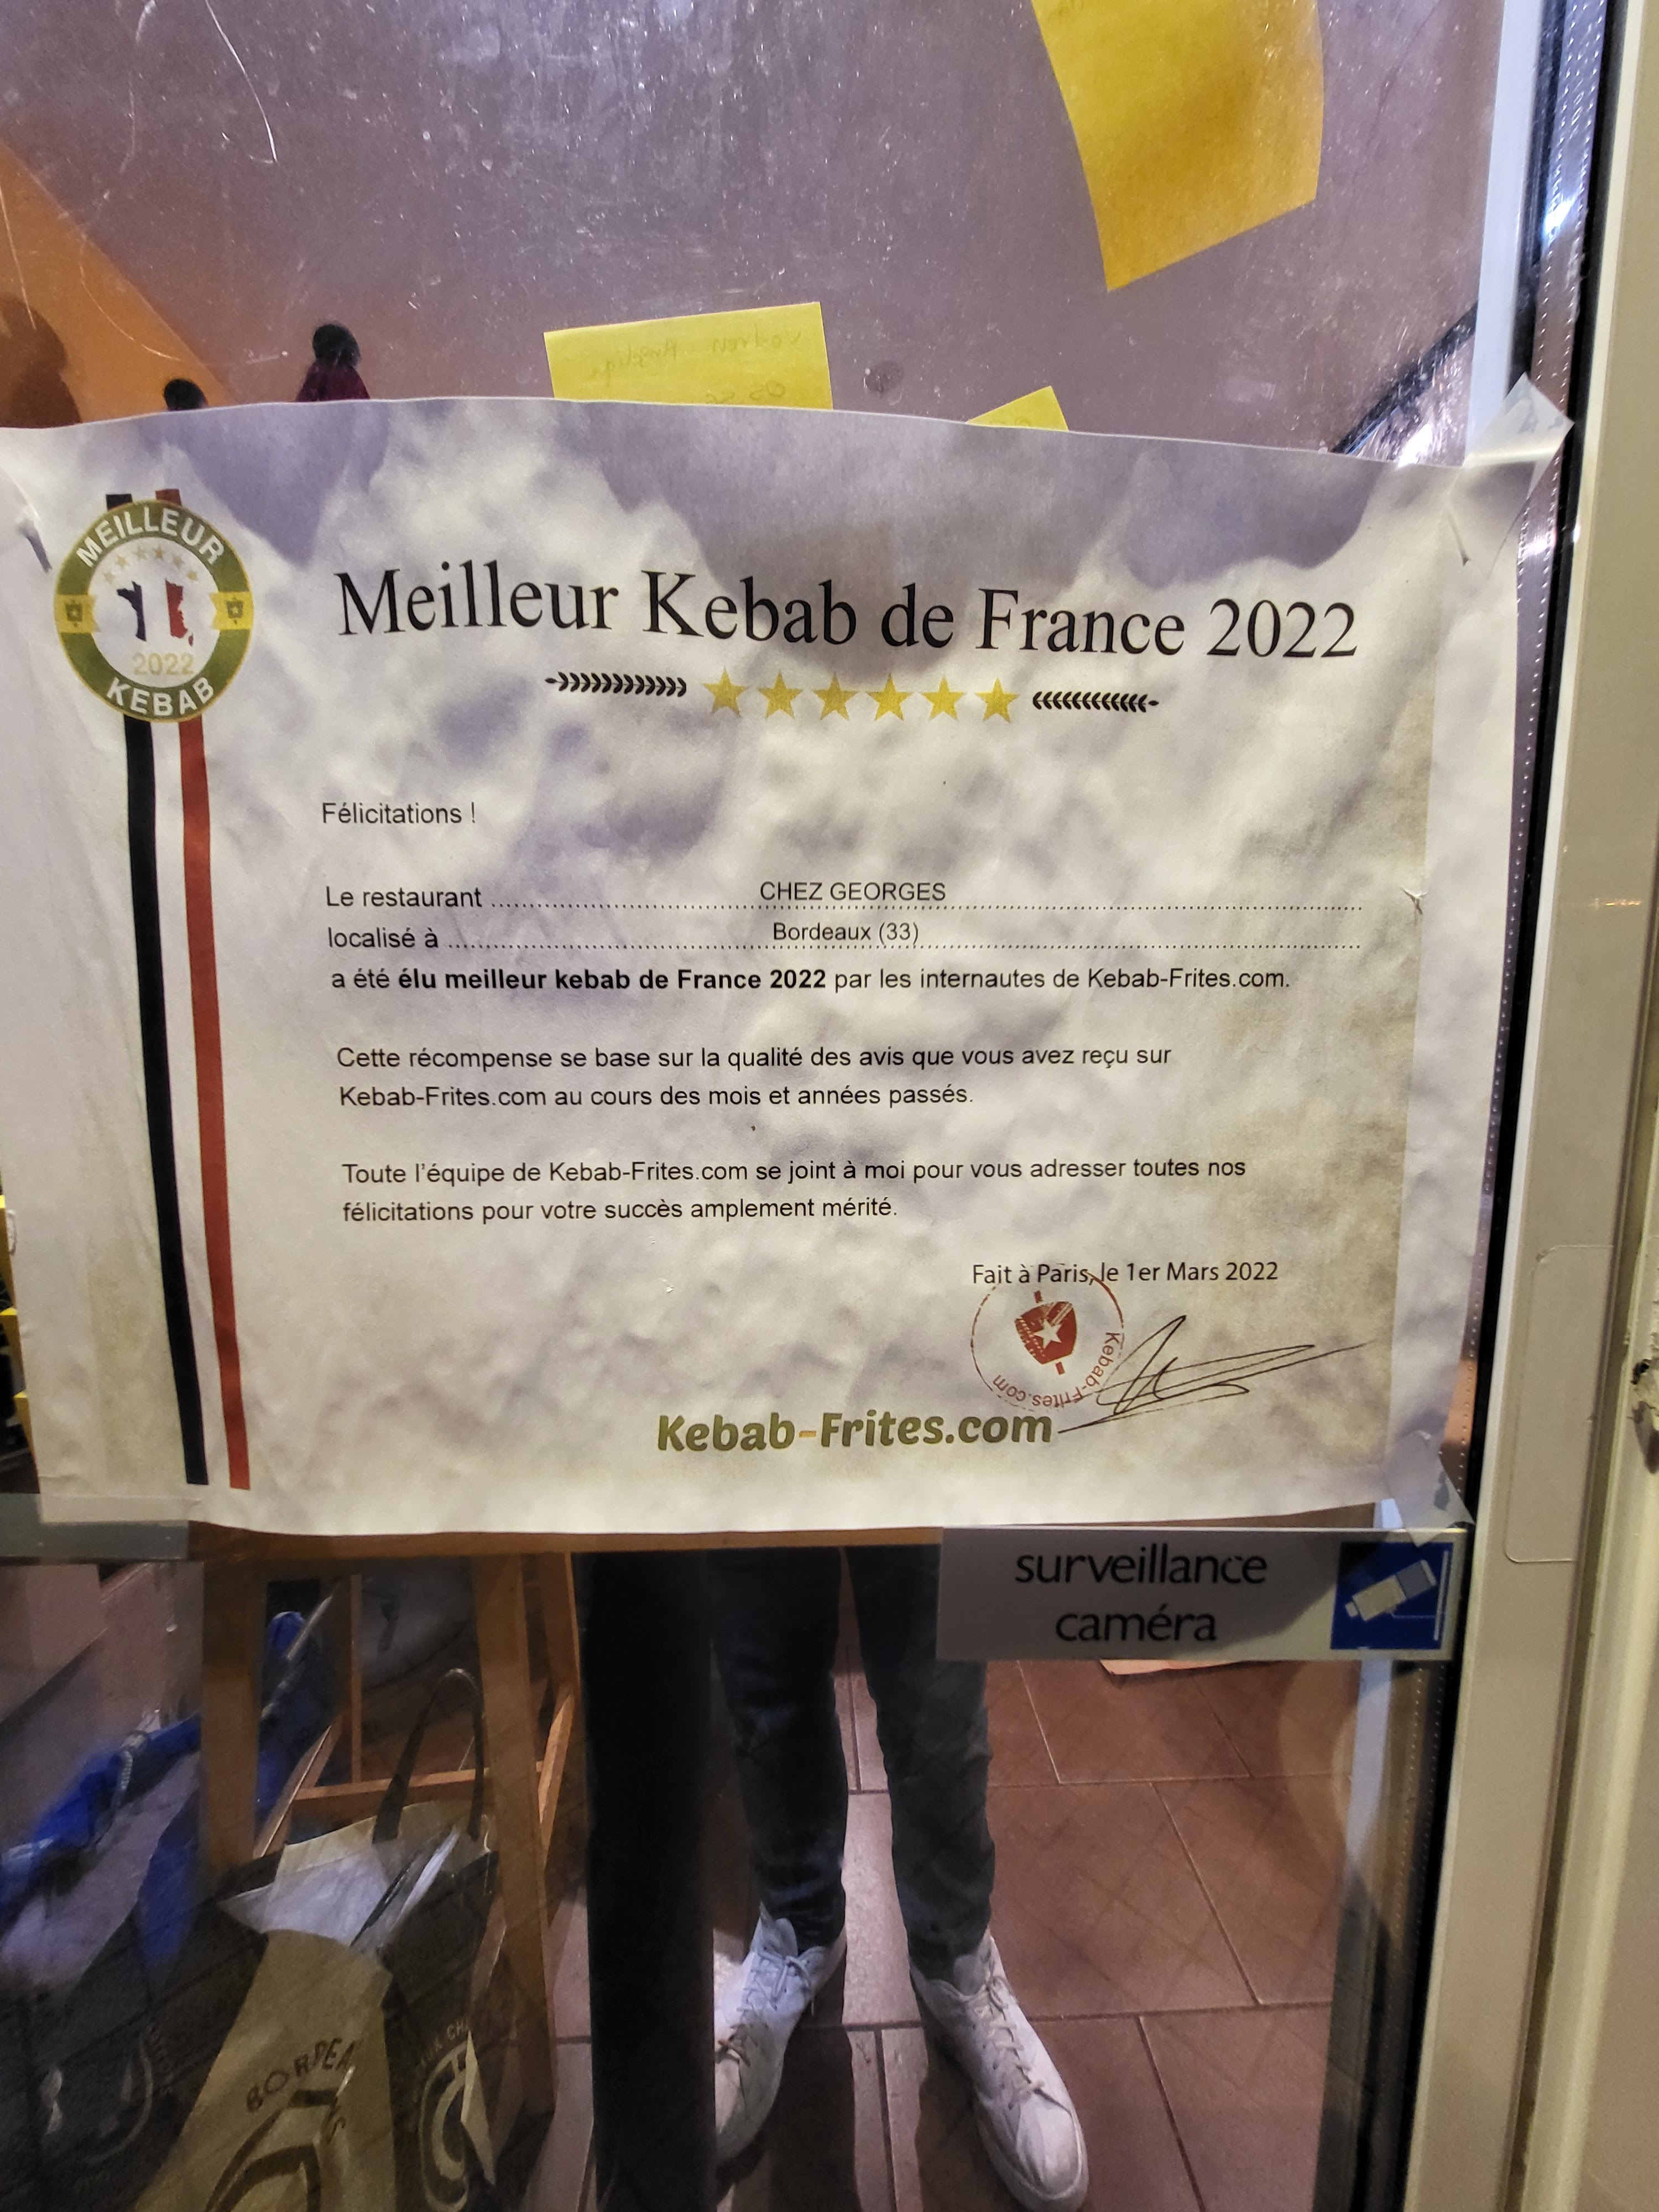 MEILLEUR
2022
KEBAB
Meilleur Kebab de France 2022
Félicitations !
Le restaurant ........ CHEZ GEORGES ........
localisé à ........ Bordeaux (33) ........
a été élu meilleur kebab de France 2022 par les internautes de Kebab-Frites.com.
Cette récompense se base sur la qualité des avis que vous avez reçu sur
Kebab-Frites.com au cours des mois et années passés.
Toute l'équipe de Kebab-Frites.com se joint à moi pour vous adresser toutes nos
félicitations pour votre succès amplement mérité.
Fait à Paris, le 1er Mars 2022
Kebab-Frites.com
Kebab-Frites.com
surveillance
caméra